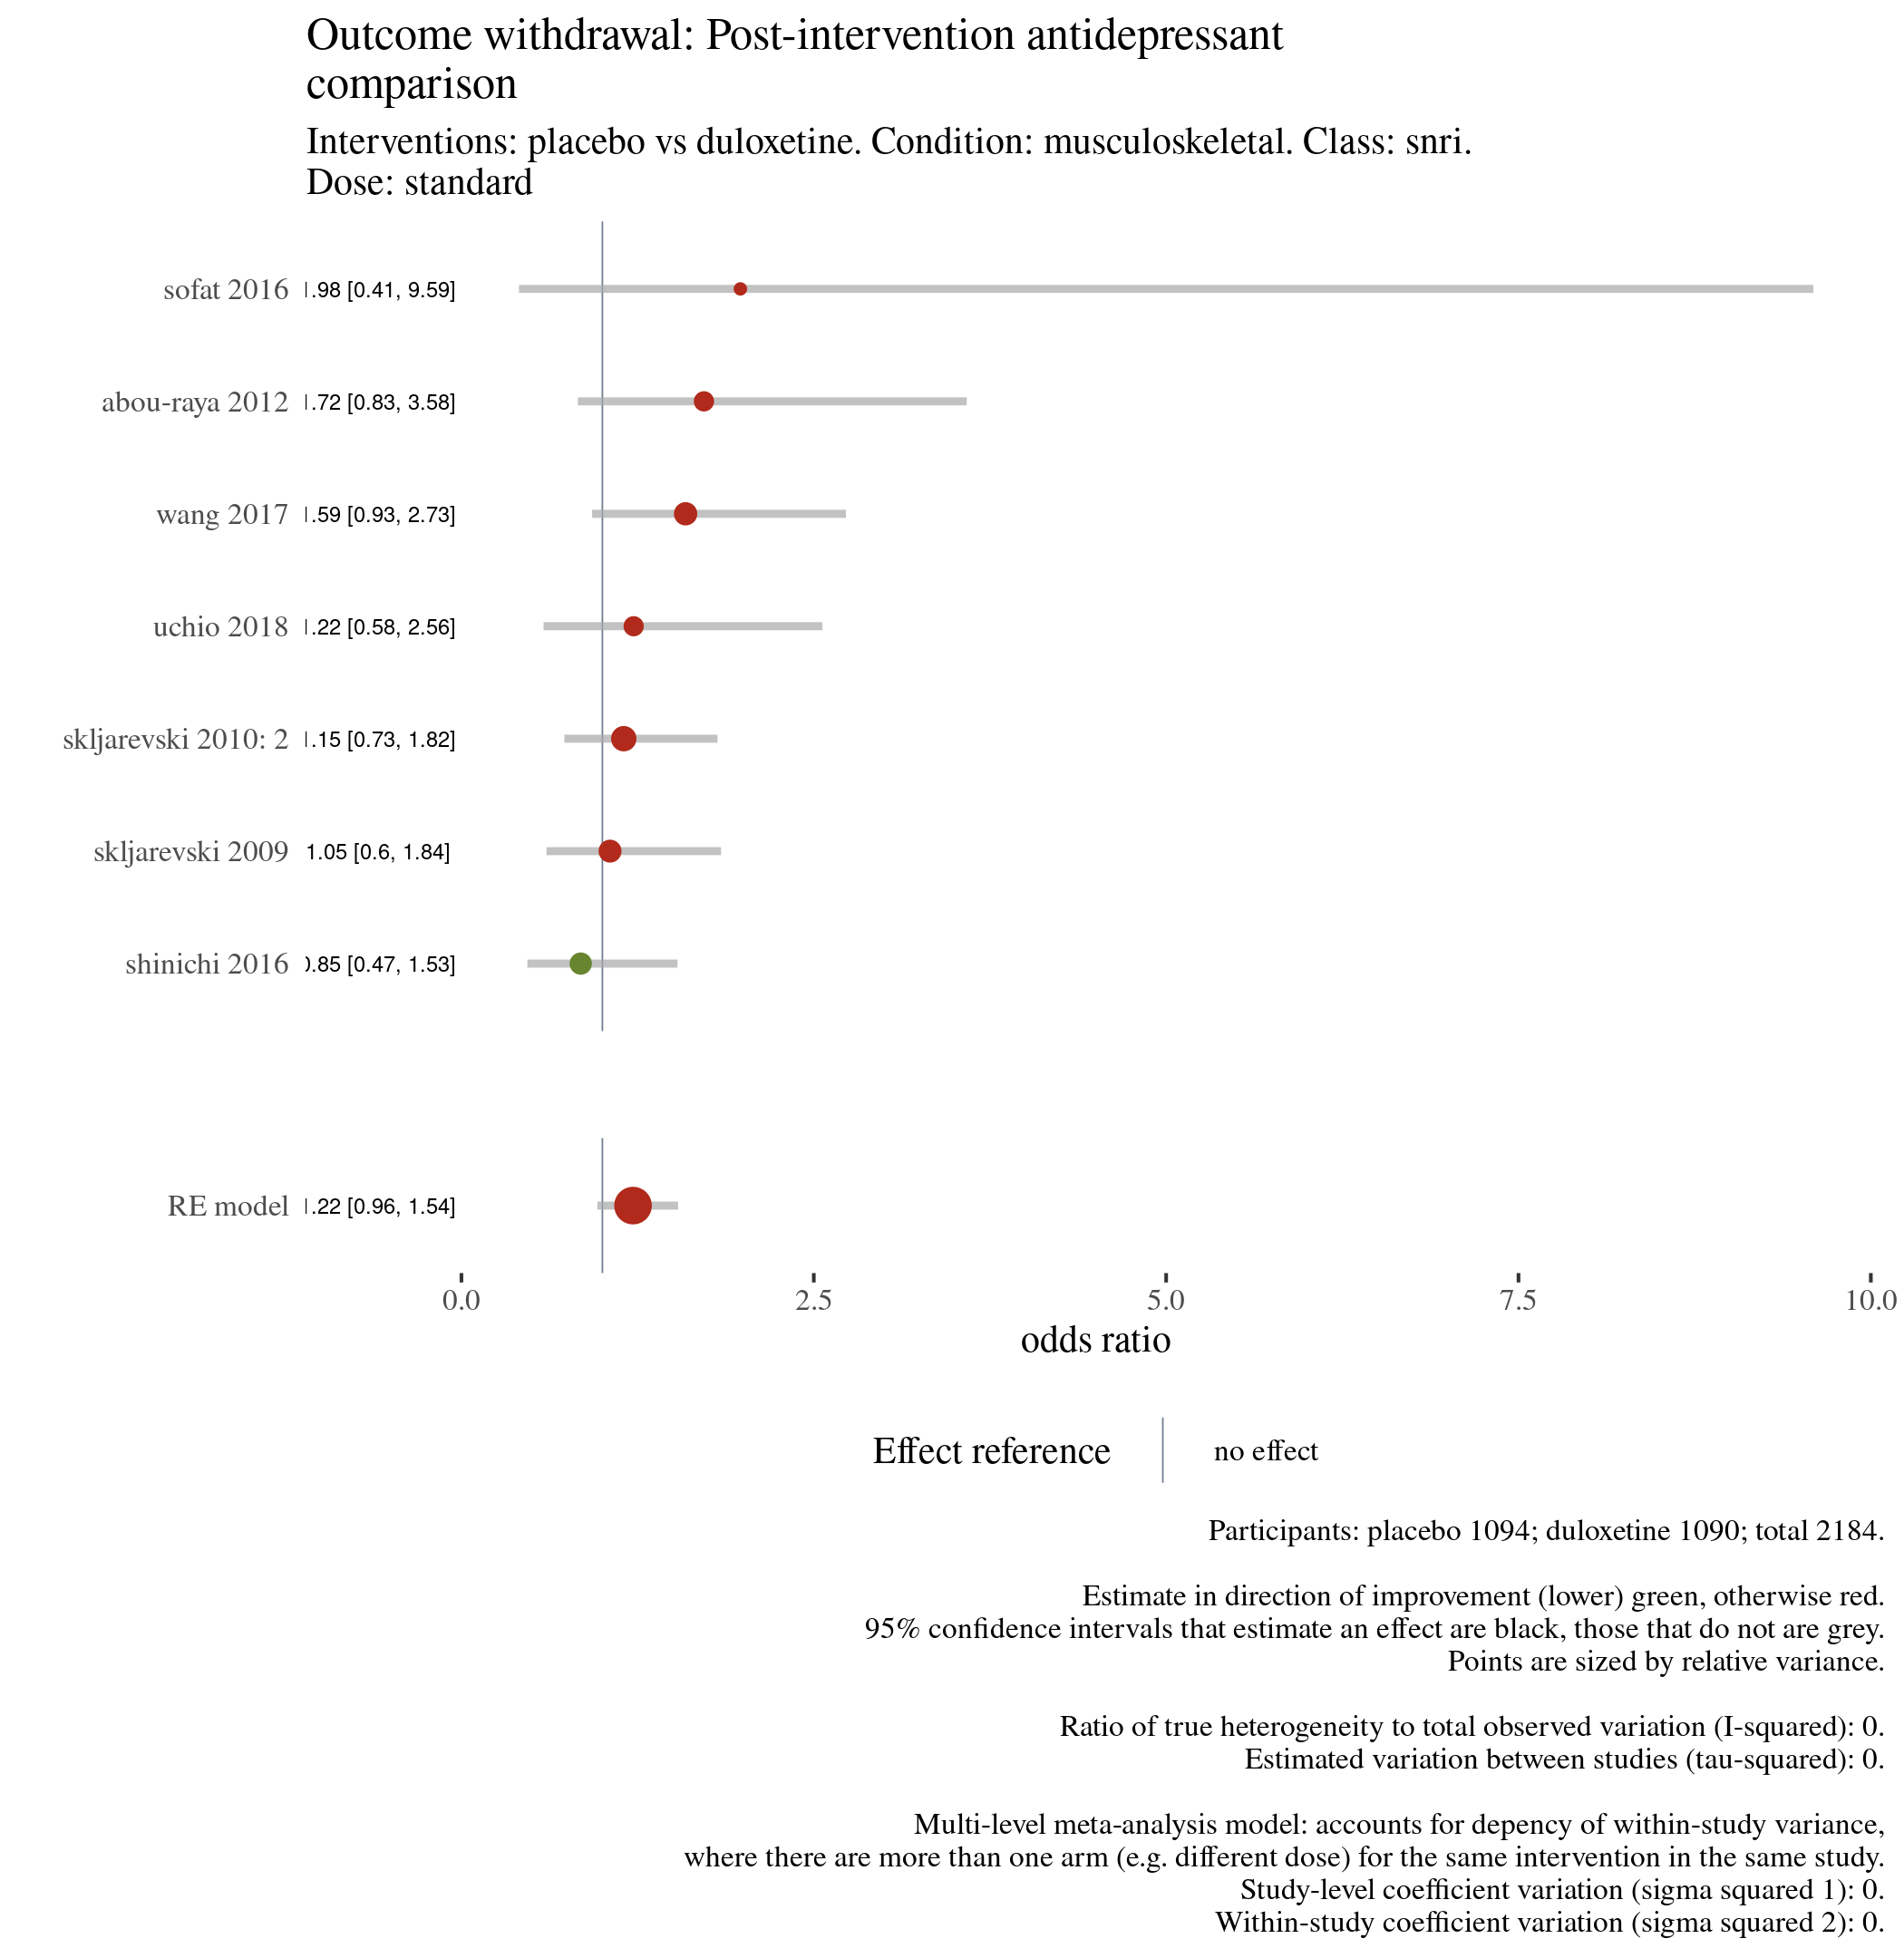 Outcome withdrawal: Post-intervention antidepressant
comparison
Interventions: placebo vs duloxetine. Condition: musculoskeletal. Class: snri.
Dose: standard
sofat 2016 .98 [0.41, 9.59]
abou-raya 2012 .72 [0.83, 3.58]
wang 2017 .59 [0.93, 2.73]
uchio 2018 .22 [0.58, 2.56]
skljarevski 2010: 2 .15 [0.73, 1.82]
skljarevski 2009 1.05 [0.6, 1.84]
shinichi 2016 .85 [0.47, 1.53]
RE model .22 [0.96, 1.54]
0.0 2.5 5.0 7.5 10.0
odds ratio
Effect reference no effect
Participants: placebo 1094; duloxetine 1090; total 2184.
Estimate in direction of improvement (lower) green, otherwise red.
95% confidence intervals that estimate an effect are black, those that do not are grey.
Points are sized by relative variance.
Ratio of true heterogeneity to total observed variation (I-squared): 0.
Estimated variation between studies (tau-squared): 0.
Multi-level meta-analysis model: accounts for depency of within-study variance,
where there are more than one arm (e.g. different dose) for the same intervention in the same study.
Study-level coefficient variation (sigma squared 1): 0.
Within-study coefficient variation (sigma squared 2): 0.